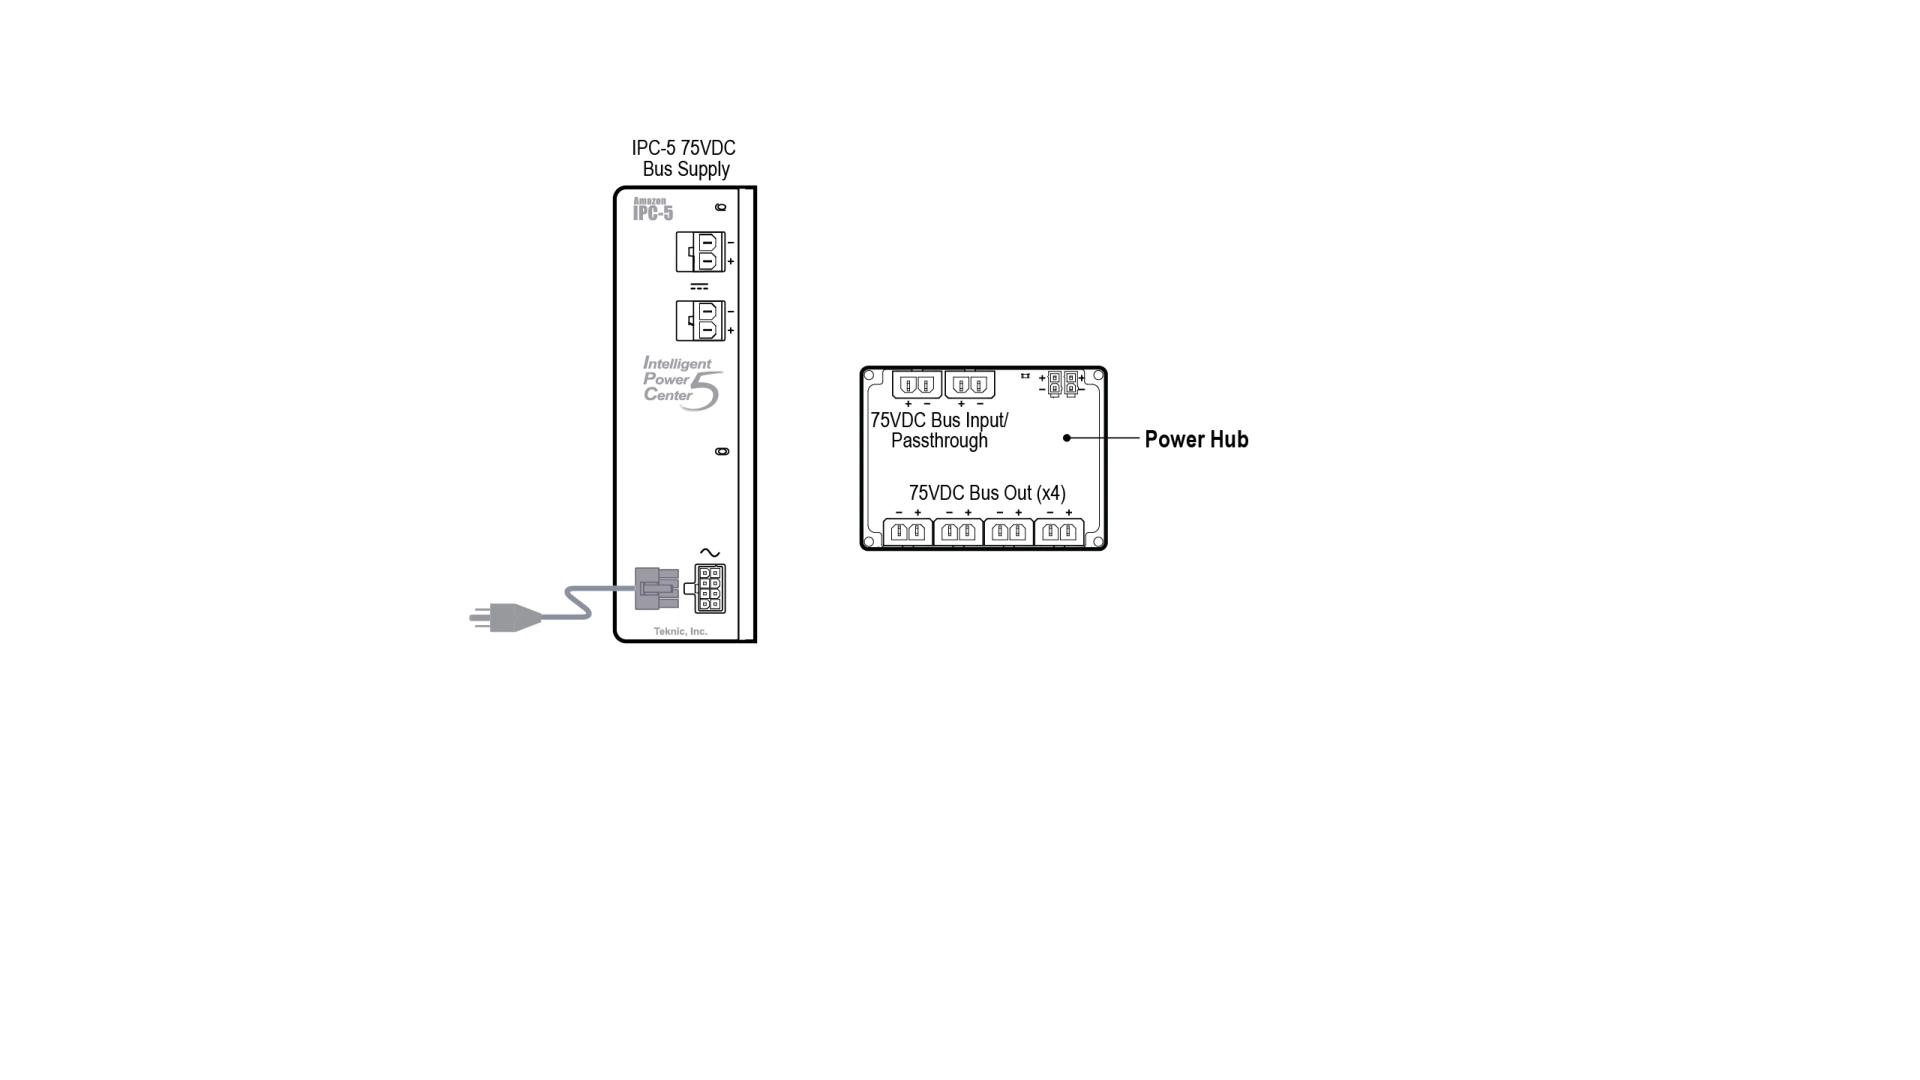 IPC-5 75VDC
Bus Supply
Amazon
IPC-5
−
+
−
+
Intelligent
Power 5
Center
Teknic, Inc.
+ −
+ −
+ +
− −
75VDC Bus Input/
Passthrough
Power Hub
75VDC Bus Out (x4)
− + − + − + − +